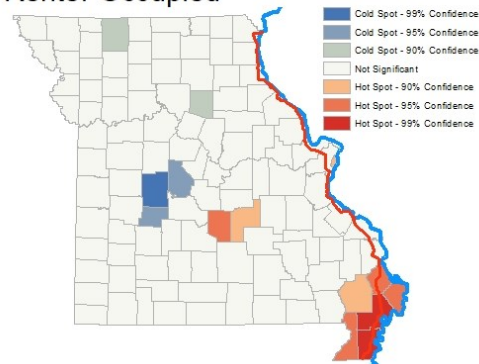 Renter Occupied
Cold Spot - 99% Confidence
Cold Spot - 95% Confidence
Cold Spot - 90% Confidence
Not Significant
Hot Spot - 90% Confidence
Hot Spot - 95% Confidence
Hot Spot - 99% Confidence